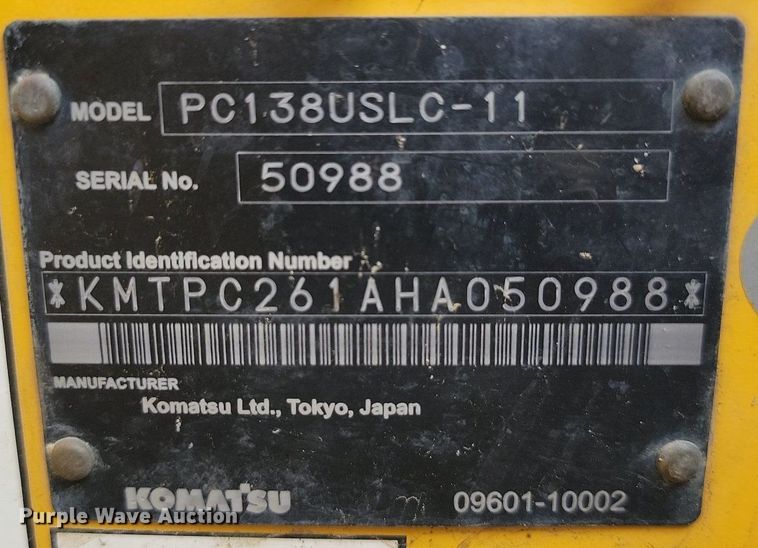 MODEL PC138USLC-11
SERIAL No. 50988
Product Identification Number
*KMTPC261AHA050988*
MANUFACTURER
Komatsu Ltd., Tokyo, Japan
KOMATSU 09601-10002
Purple Wave Auction